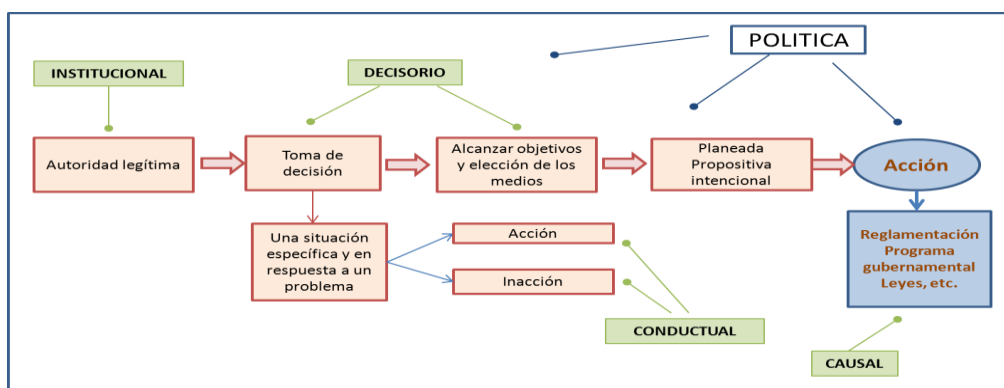 POLITICA
INSTITUCIONAL
DECISORIO
Autoridad legítima
Toma de
decisión
Alcanzar objetivos
y elección de los
medios
Planeada
Propositiva
intencional
Acción
Una situación
específica y en
respuesta a un
problema
Acción
Inacción
Reglamentación
Programa
gubernamental
Leyes, etc.
CONDUCTUAL
CAUSAL